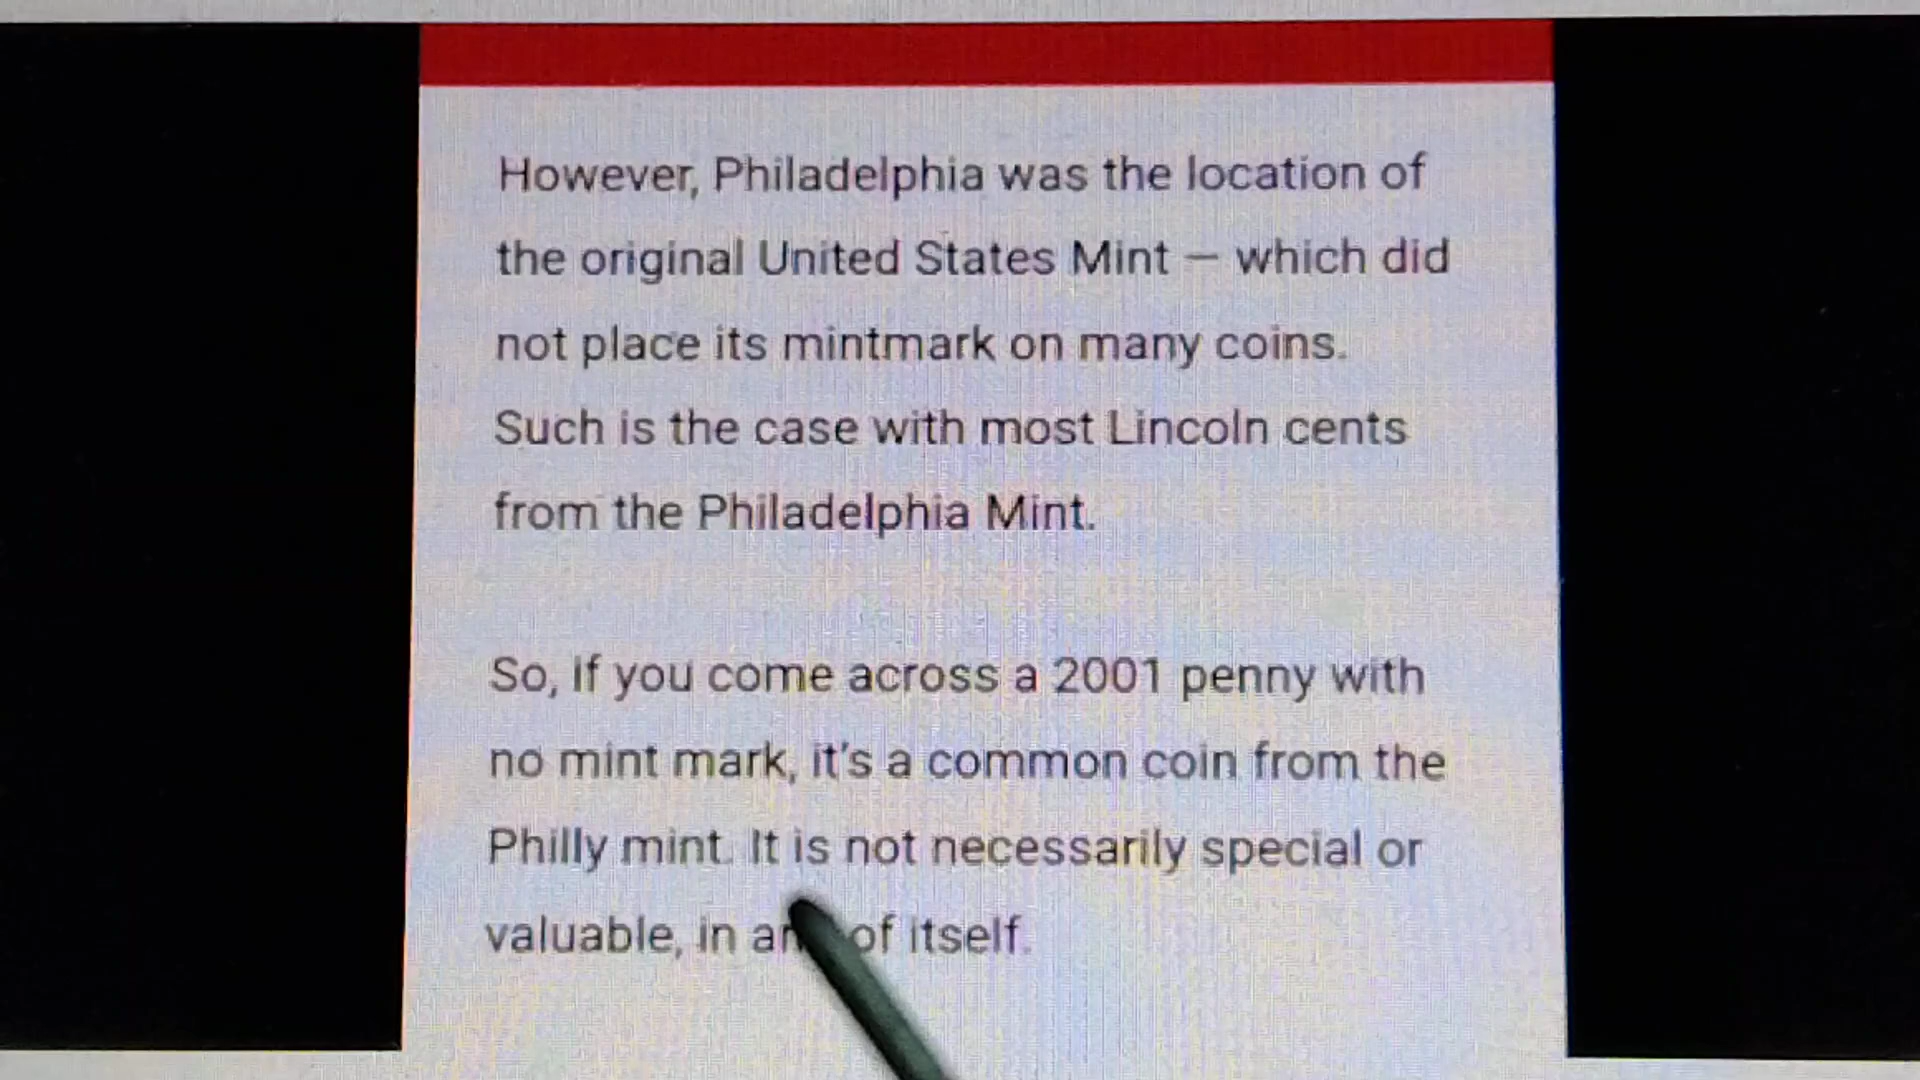 However, Philadelphia was the location of
the original United States Mint — which did
not place its mintmark on many coins.
Such is the case with most Lincoln cents
from the Philadelphia Mint.
So, if you come across a 2001 penny with
no mint mark, it's a common coin from the
Philly mint. It is not necessarily special or
valuable, in of itself.